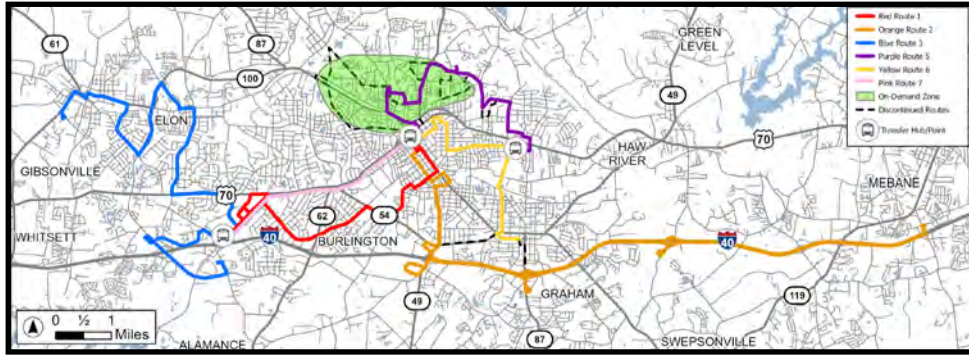 61
87
GREEN
LEVEL
100
49
ELON
GIBSONVILLE
70
HAW
RIVER
70
MEBANE
WHITSETT
62
54
40
BURLINGTON
40
49
GRAHAM
119
87
ALAMANCE
SWEPSONVILLE
0 ½ 1
Miles
Red Route 1
Orange Route 2
Blue Route 3
Purple Route 5
Yellow Route 6
Pink Route 7
On-Demand Zone
Discontinued Routes
Transfer Hub/Point